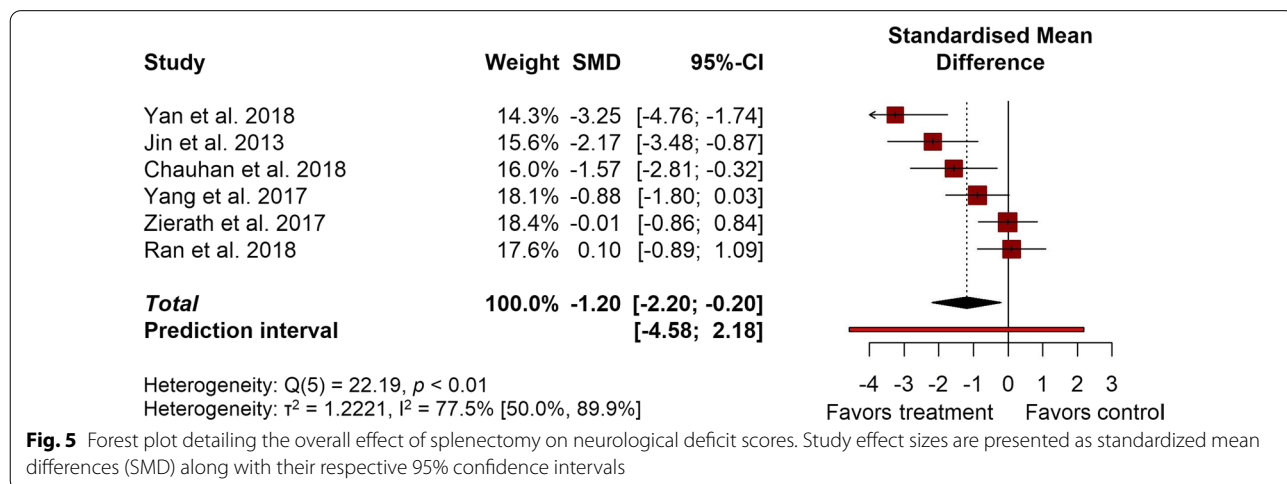 Standardised Mean
Study Weight SMD 95%-CI Difference
Yan et al. 2018 14.3% -3.25 [-4.76; -1.74]
Jin et al. 2013 15.6% -2.17 [-3.48; -0.87]
Chauhan et al. 2018 16.0% -1.57 [-2.81; -0.32]
Yang et al. 2017 18.1% -0.88 [-1.80; 0.03]
Zierath et al. 2017 18.4% -0.01 [-0.86; 0.84]
Ran et al. 2018 17.6% 0.10 [-0.89; 1.09]
Total 100.0% -1.20 [-2.20; -0.20]
Prediction interval [-4.58; 2.18]
-4 -3 -2 -1 0 1 2 3
Heterogeneity: Q(5) = 22.19, p < 0.01
Heterogeneity: τ² = 1.2221, I² = 77.5% [50.0%, 89.9%]
Favors treatment Favors control
Fig. 5 Forest plot detailing the overall effect of splenectomy on neurological deficit scores. Study effect sizes are presented as standardized mean
differences (SMD) along with their respective 95% confidence intervals